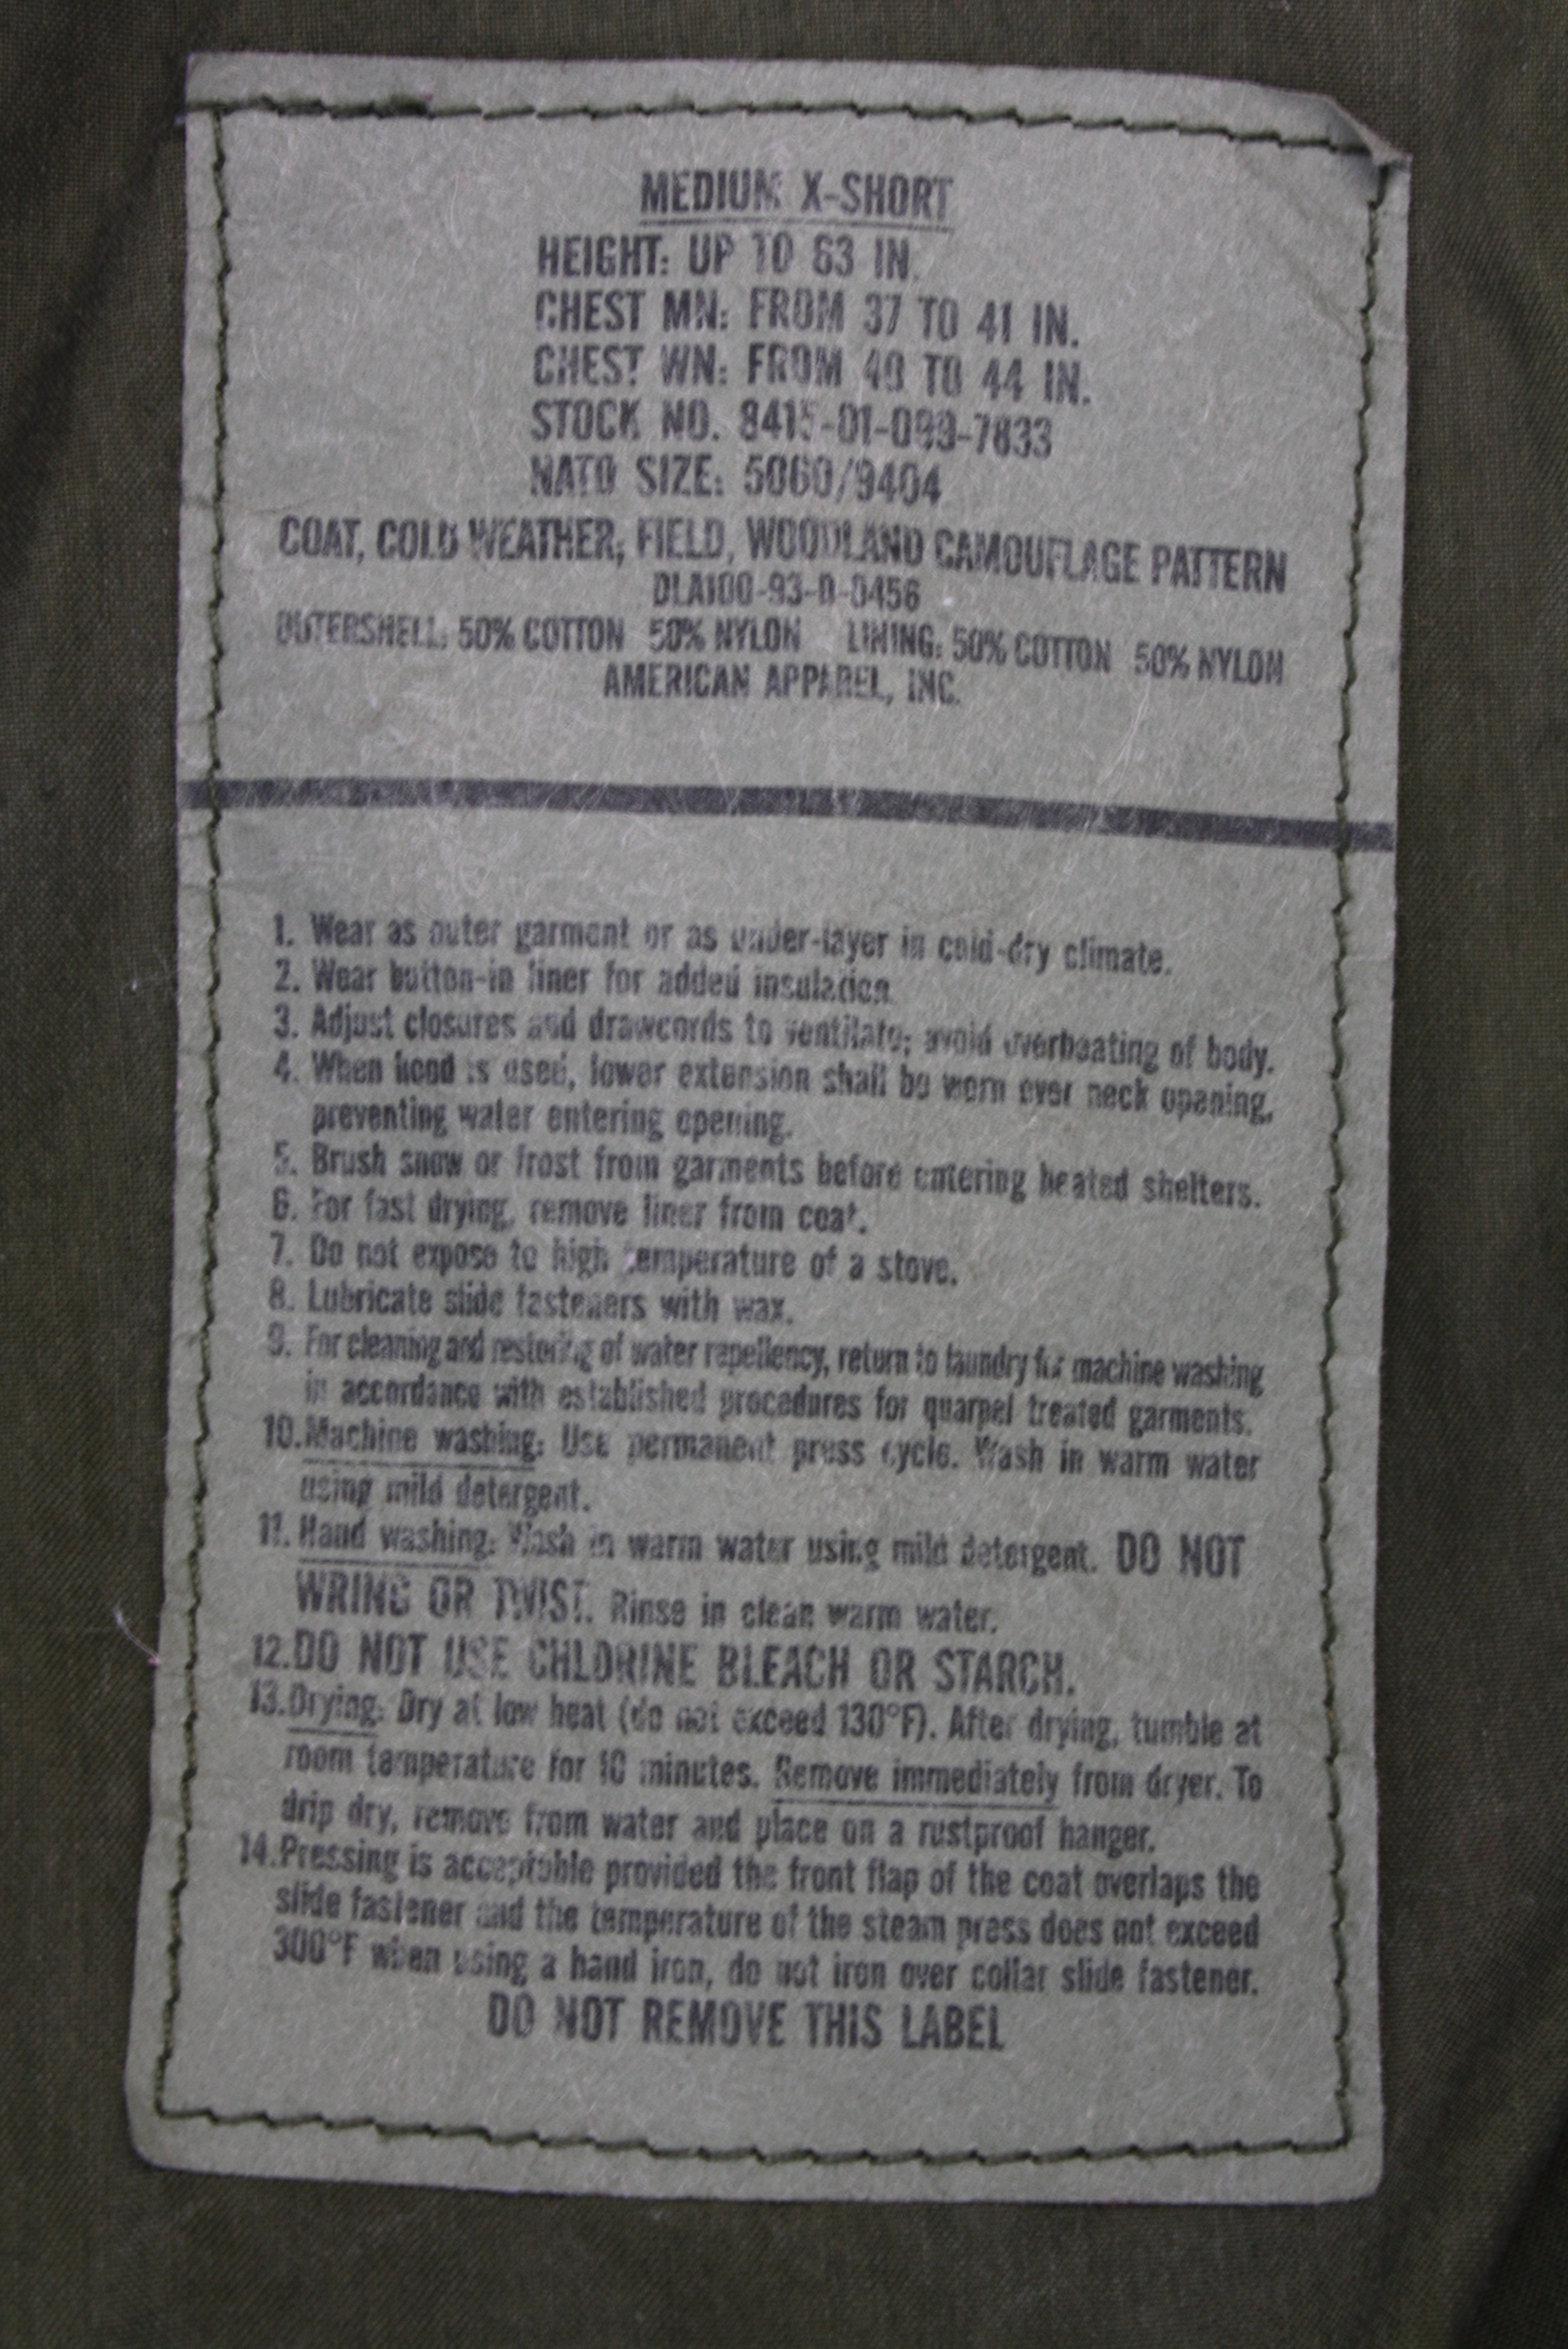 MEDIUM X-SHORT
HEIGHT: UP TO 63 IN.
CHEST MN: FROM 37 TO 41 IN.
CHEST WN: FROM 40 TO 44 IN.
STOCK NO. 8415-01-099-7833
NATO SIZE: 5060/9404
COAT, COLD WEATHER, FIELD, WOODLAND CAMOUFLAGE PATTERN
DLA100-93-D-0456
OUTERSHELL: 50% COTTON 50% NYLON LINING: 50% COTTON 50% NYLON
AMERICAN APPAREL, INC.
1. Wear as outer garment or as under-layer in cold-dry climate.
2. Wear button-in liner for added insulation
3. Adjust closures and drawcords to ventilate; avoid overheating of body.
4. When hood is used, lower extension shall be worn over neck opening,
preventing water entering opening.
5. Brush snow or frost from garments before entering heated shelters.
6. For fast drying, remove liner from coat.
7. Do not expose to high temperature of a stove.
8. Lubricate slide fasteners with wax.
9. For cleaning and restoring of water repellency, return to laundry for machine washing
in accordance with established procedures for quarpel treated garments.
10. Machine washing: Use permanent press cycle. Wash in warm water
using mild detergent.
11. Hand washing: Wash in warm water using mild detergent. DO NOT
WRING OR TWIST. Rinse in clean warm water.
12. DO NOT USE CHLORINE BLEACH OR STARCH.
13. Drying: Dry at low heat (do not exceed 130°F). After drying, tumble at
room temperature for 10 minutes. Remove immediately from dryer. To
drip dry, remove from water and place on a rustproof hanger.
14. Pressing is acceptable provided the front flap of the coat overlaps the
slide fastener and the temperature of the steam press does not exceed
300°F when using a hand iron, do not iron over collar slide fastener.
DO NOT REMOVE THIS LABEL